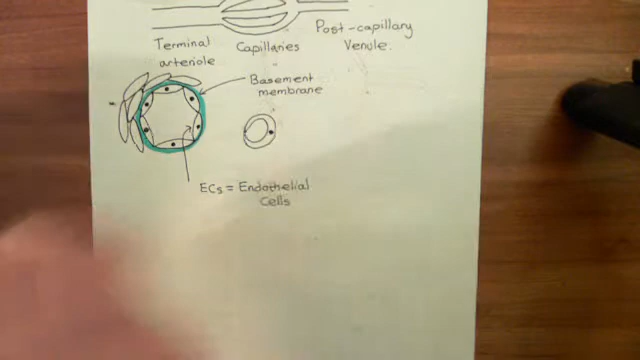 Post-capillary
Venule.
Terminal
arteriole
Capillaries
Basement
membrane
ECs = Endothelial
Cells